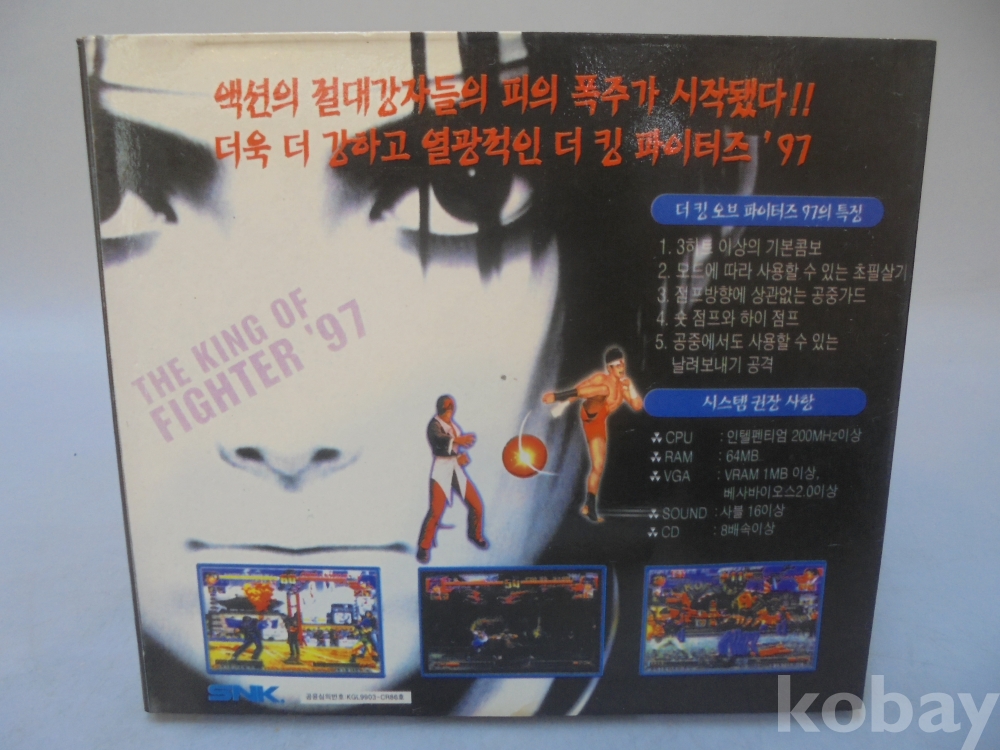 액션의 절대강자들의 피의 폭주가 시작됐다!!
더욱 더 강하고 열광적인 더 킹 파이터즈 '97
THE KING OF
FIGHTER '97
더 킹 오브 파이터즈 97의 특징
1. 3히트 이상의 기본콤보
2. 모드에 따라 사용할 수 있는 초필살기
3. 점프방향에 상관없는 공중가드
4. 숏 점프와 하이 점프
5. 공중에서도 사용할 수 있는
날려보내기 공격
시스템 권장 사항
CPU : 인텔펜티엄 200MHz이상
RAM : 64MB.
VGA : VRAM 1MB 이상,
베사바이오스2.0이상
SOUND : 사블 16이상
CD : 8배속이상
SNK
KGL9903-CR86호
kobay